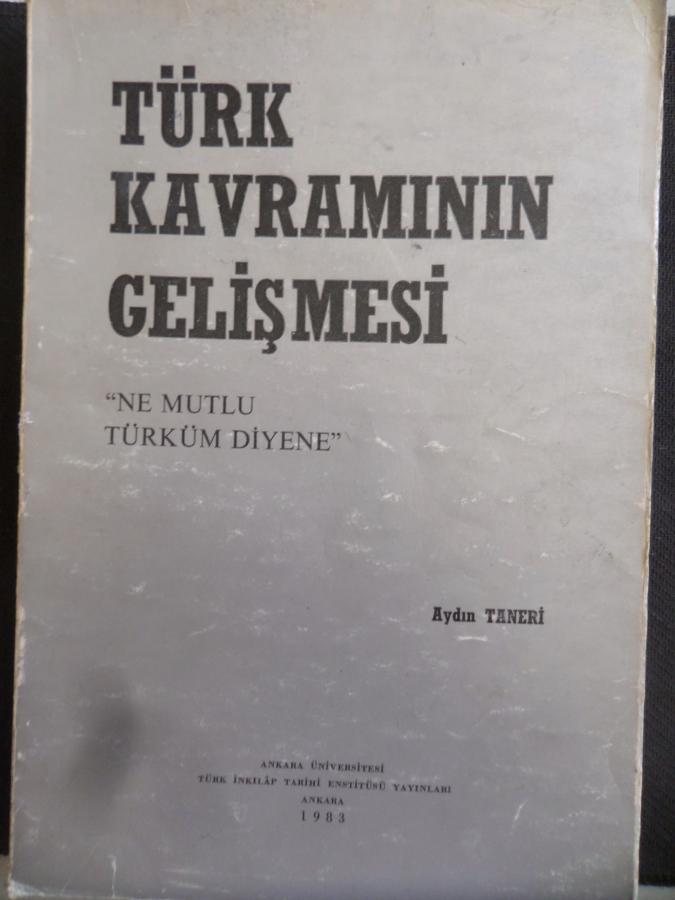 TÜRK
KAVRAMININ
GELİŞMESİ
“NE MUTLU
TÜRKÜM DİYENE”
Aydın TANERİ
ANKARA ÜNİVERSİTESİ
TÜRK İNKILÂP TARİHİ ENSTİTÜSÜ YAYINLARI
ANKARA
1983